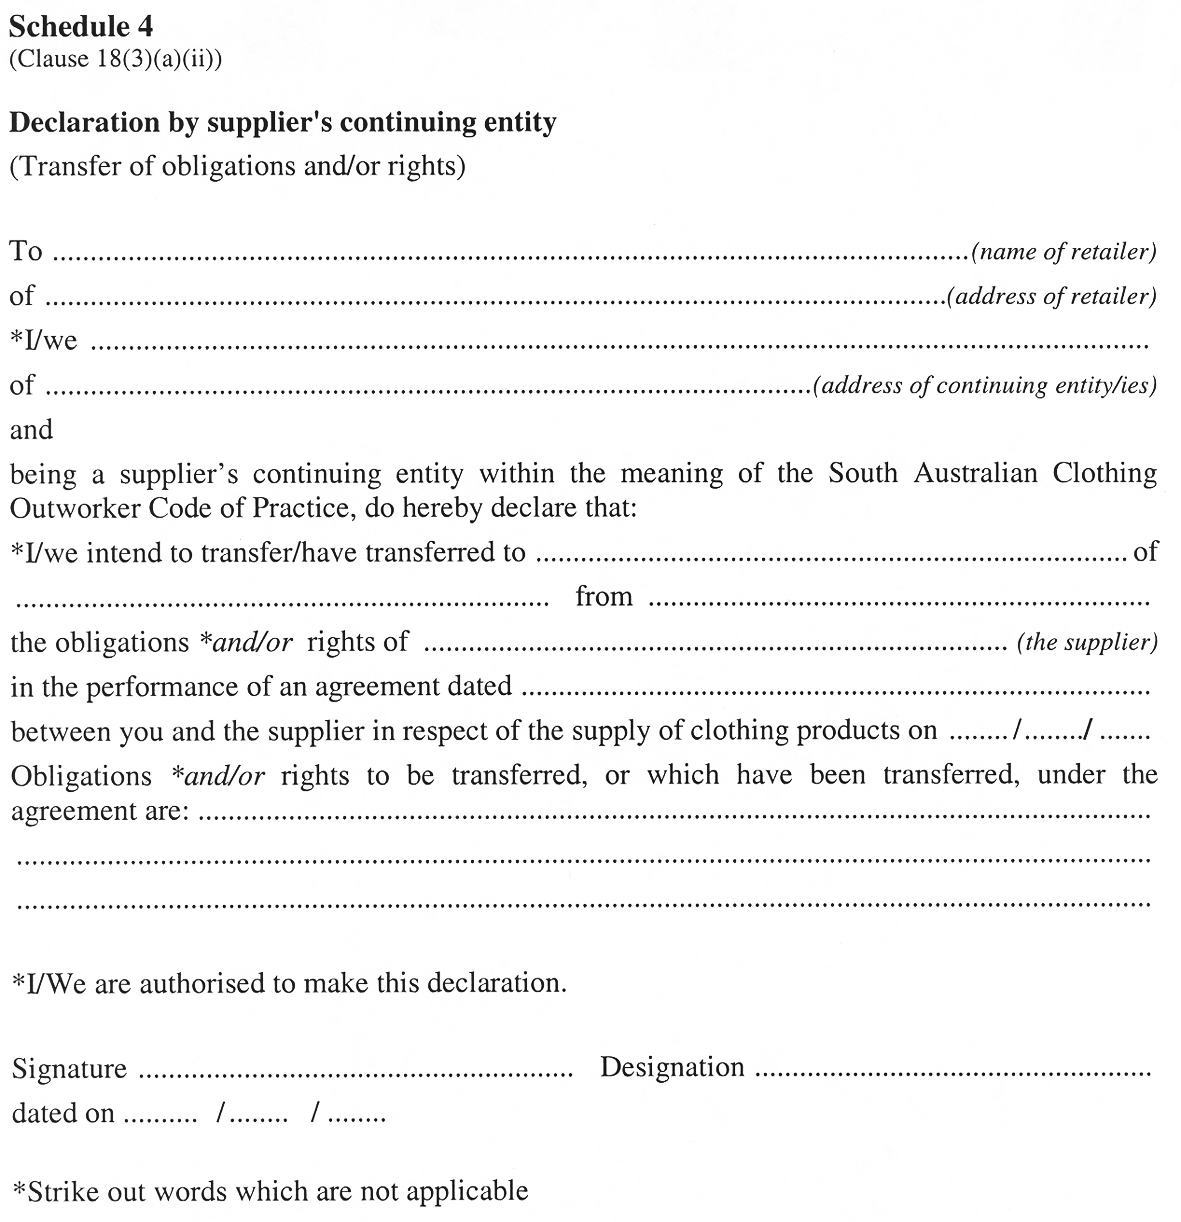 Schedule 4
(Clause 18(3)(a)(ii))
Declaration by supplier's continuing entity
(Transfer of obligations and/or rights)
To ........................................................................(name of retailer)
of ........................................................................(address of retailer)
*I/we ........................................................................
of ........................................................................(address of continuing entity/ies)
and
being a supplier’s continuing entity within the meaning of the South Australian Clothing
Outworker Code of Practice, do hereby declare that:
*I/we intend to transfer/have transferred to ........................................................................ of
........................................................................ from ........................................................................
the obligations *and/or rights of ........................................................................ (the supplier)
in the performance of an agreement dated ........................................................................
between you and the supplier in respect of the supply of clothing products on ......../......../ .......
Obligations *and/or rights to be transferred, or which have been transferred, under the
agreement are: ........................................................................
........................................................................
........................................................................
*I/We are authorised to make this declaration.
Signature ........................................................ Designation ........................................................
dated on .......... /........ / ........
*Strike out words which are not applicable